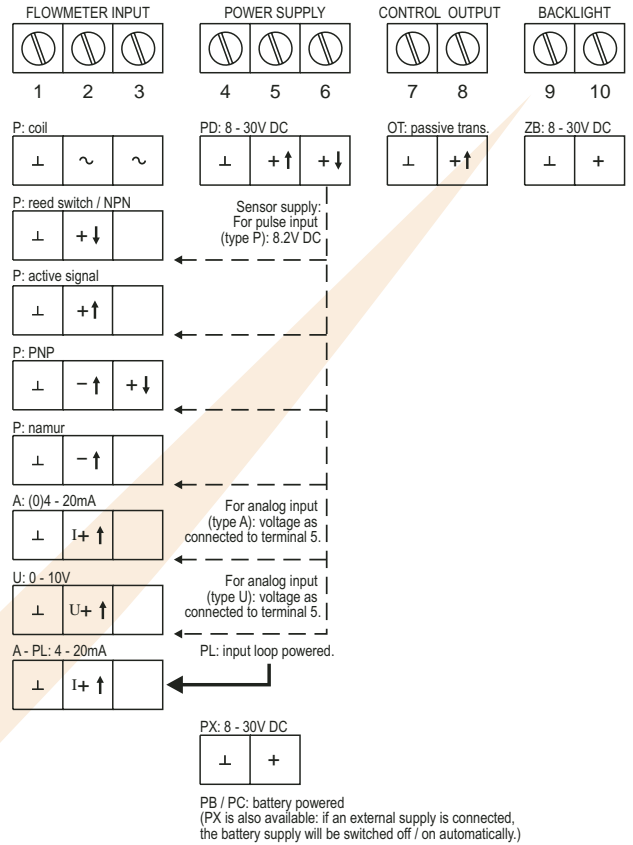 FLOWMETER INPUT
POWER SUPPLY
CONTROL OUTPUT
BACKLIGHT
1 2 3 4 5 6 7 8 9 10
P: coil
⊥ ~ ~
PD: 8 - 30V DC
⊥ +↑ +↓
OT: passive trans.
⊥ +↑
ZB: 8 - 30V DC
⊥ +
P: reed switch / NPN
⊥ +↓
Sensor supply:
For pulse input
(type P): 8.2V DC
P: active signal
⊥ +↑
P: PNP
⊥ -↑ +↓
P: namur
⊥ -↑
A: (0)4 - 20mA
⊥ I+ ↑
For analog input
(type A): voltage as
connected to terminal 5.
U: 0 - 10V
⊥ U+ ↑
For analog input
(type U): voltage as
connected to terminal 5.
A - PL: 4 - 20mA
⊥ I+ ↑
PL: input loop powered.
PX: 8 - 30V DC
⊥ +
PB / PC: battery powered
(PX is also available: if an external supply is connected,
the battery supply will be switched off / on automatically.)